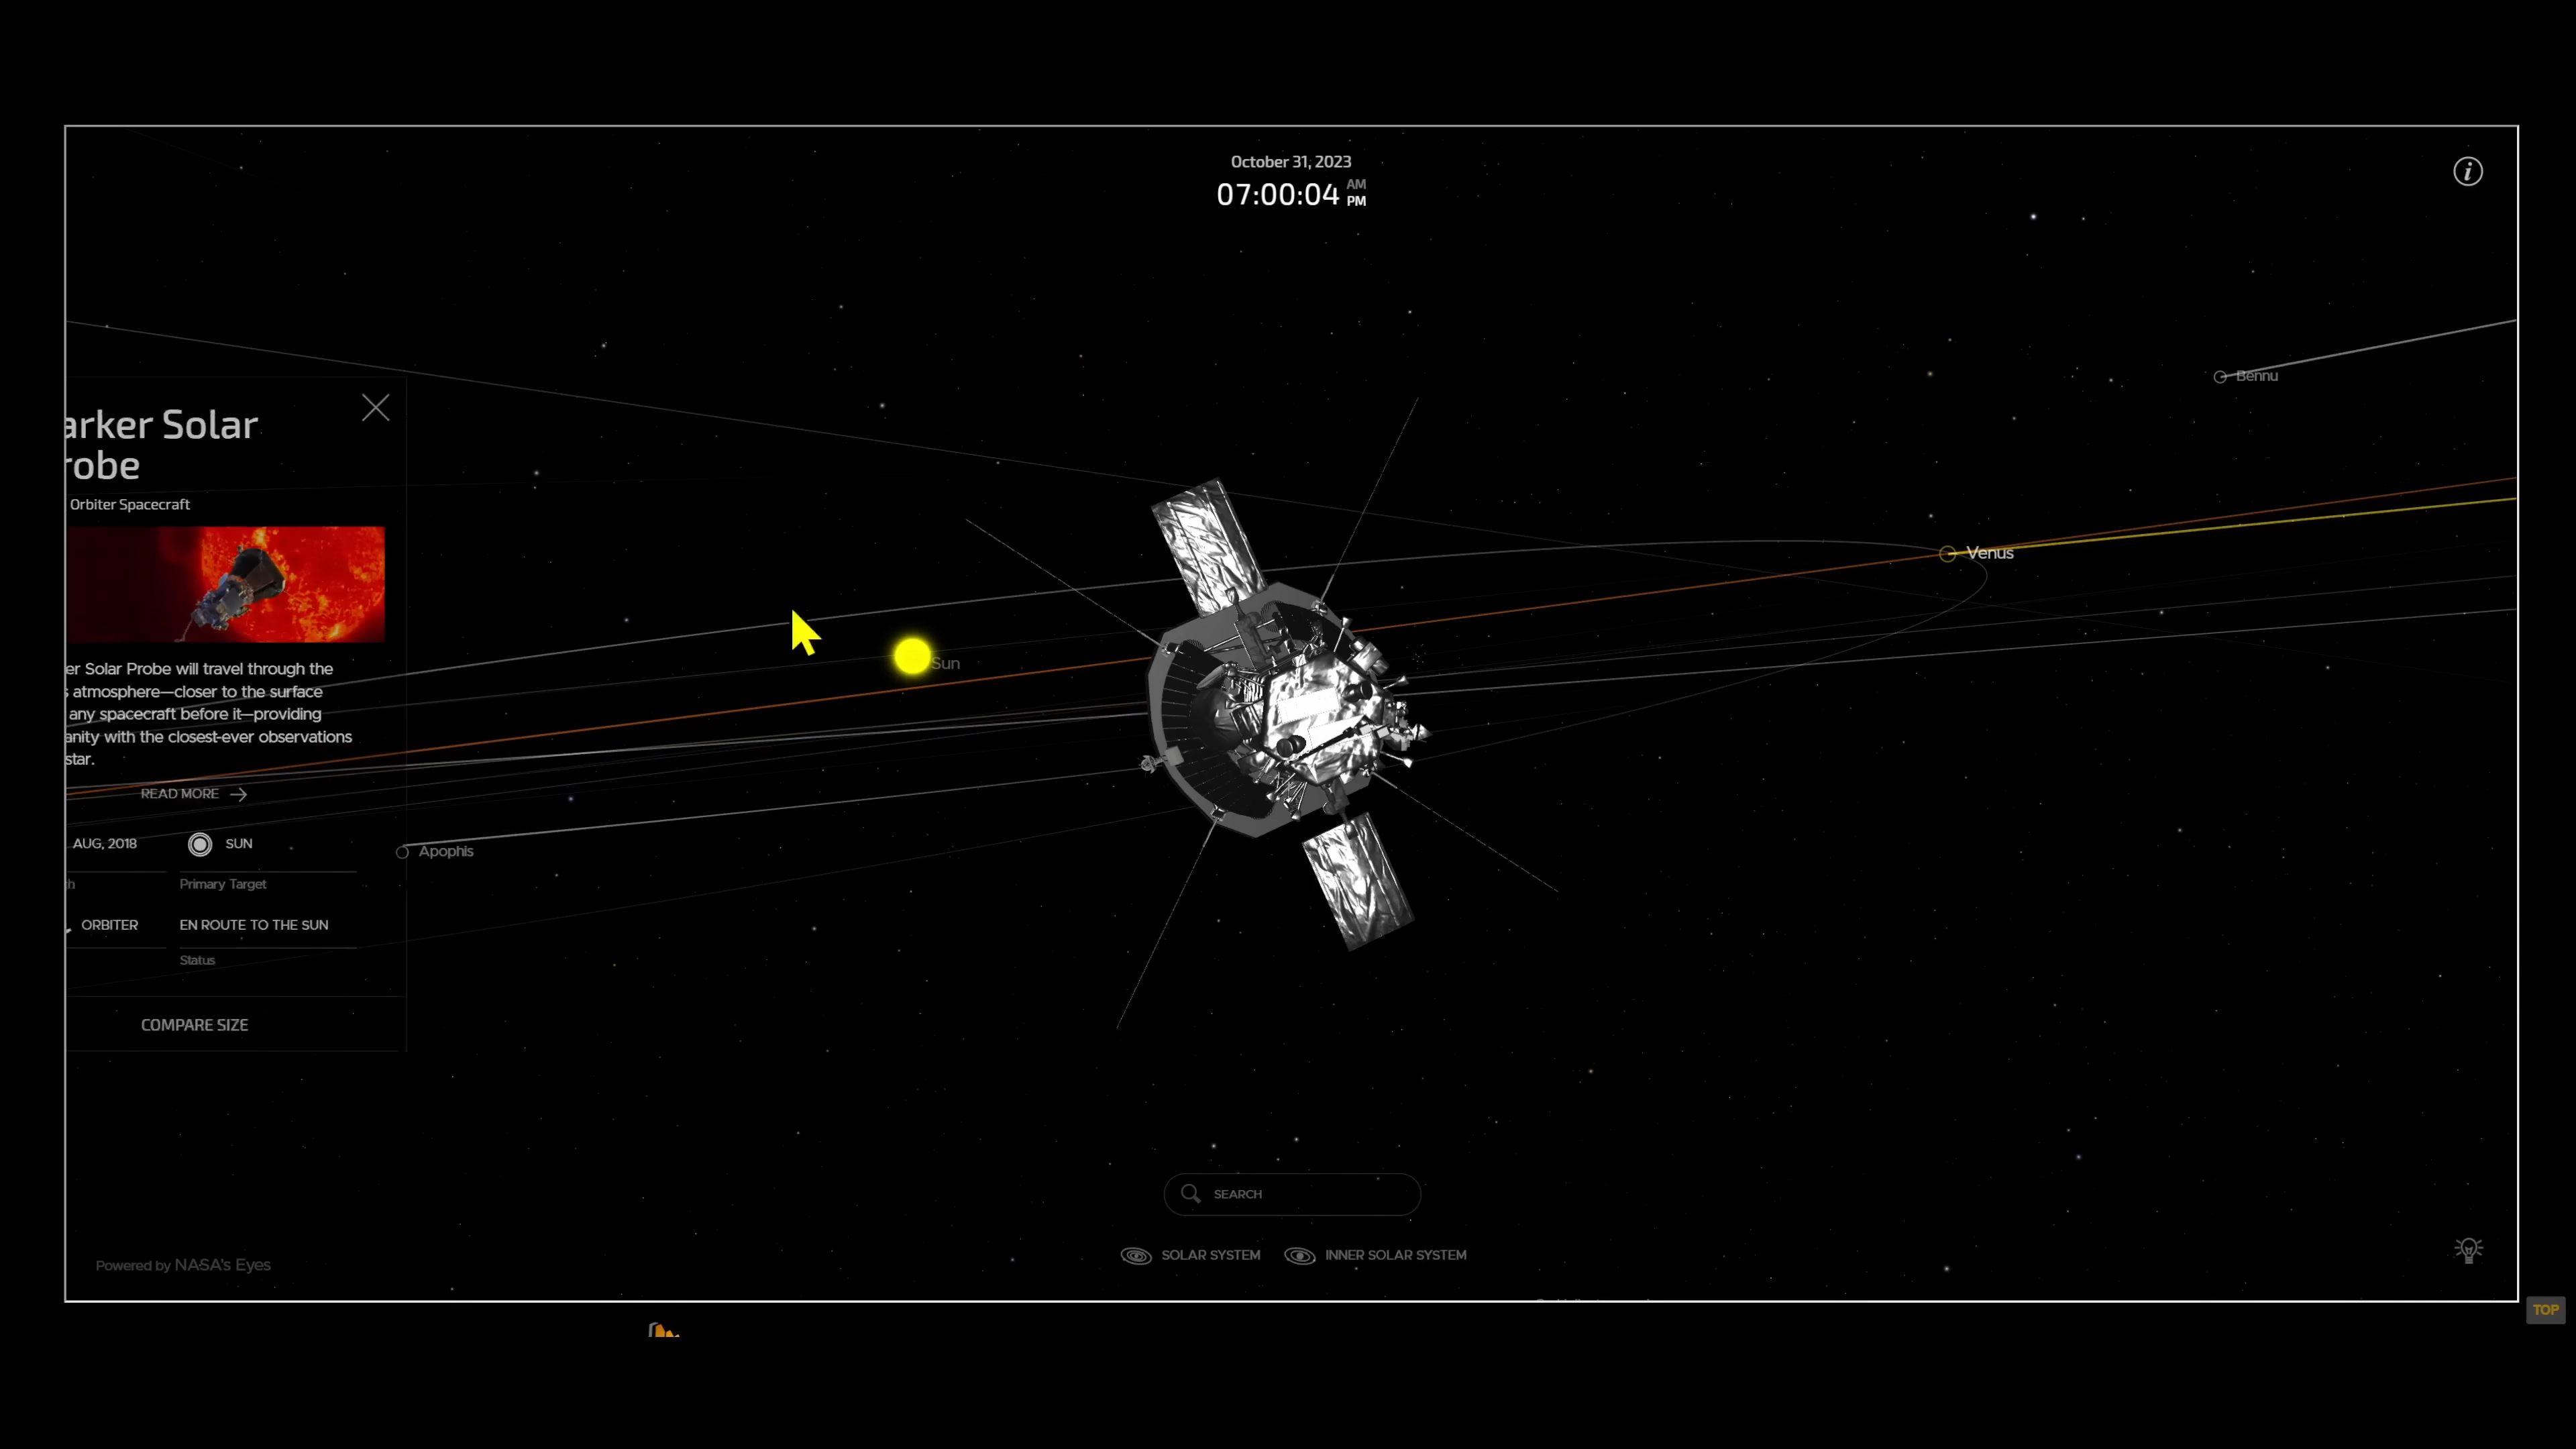 October 31, 2023
07:00:04 AM PM
Bennu
arker Solar
robe
Orbiter Spacecraft
Venus
Sun
er Solar Probe will travel through the
atmosphere—closer to the surface
any spacecraft before it—providing
anity with the closest-ever observations
star.
READ MORE
AUG, 2018
SUN
Apophis
Primary Target
ORBITER
EN ROUTE TO THE SUN
Status
COMPARE SIZE
SEARCH
Powered by NASA's Eyes
SOLAR SYSTEM
INNER SOLAR SYSTEM
TOP